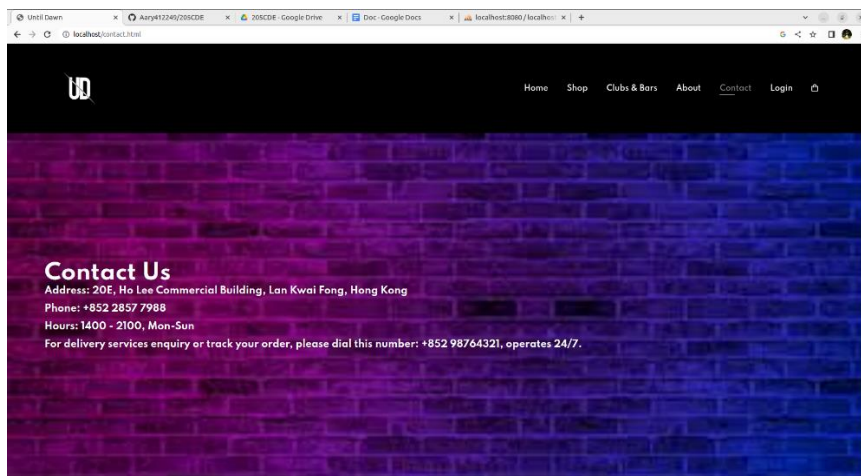 Until Dawn
Aary412249/205CDE
205CDE - Google Drive
Doc - Google Docs
localhost:8080 / localhos
localhost/contact.html
UD
Home Shop Clubs & Bars About Contact Login
Contact Us
Address: 20E, Ho Lee Commercial Building, Lan Kwai Fong, Hong Kong
Phone: +852 2857 7988
Hours: 1400 - 2100, Mon-Sun
For delivery services enquiry or track your order, please dial this number: +852 98764321, operates 24/7.